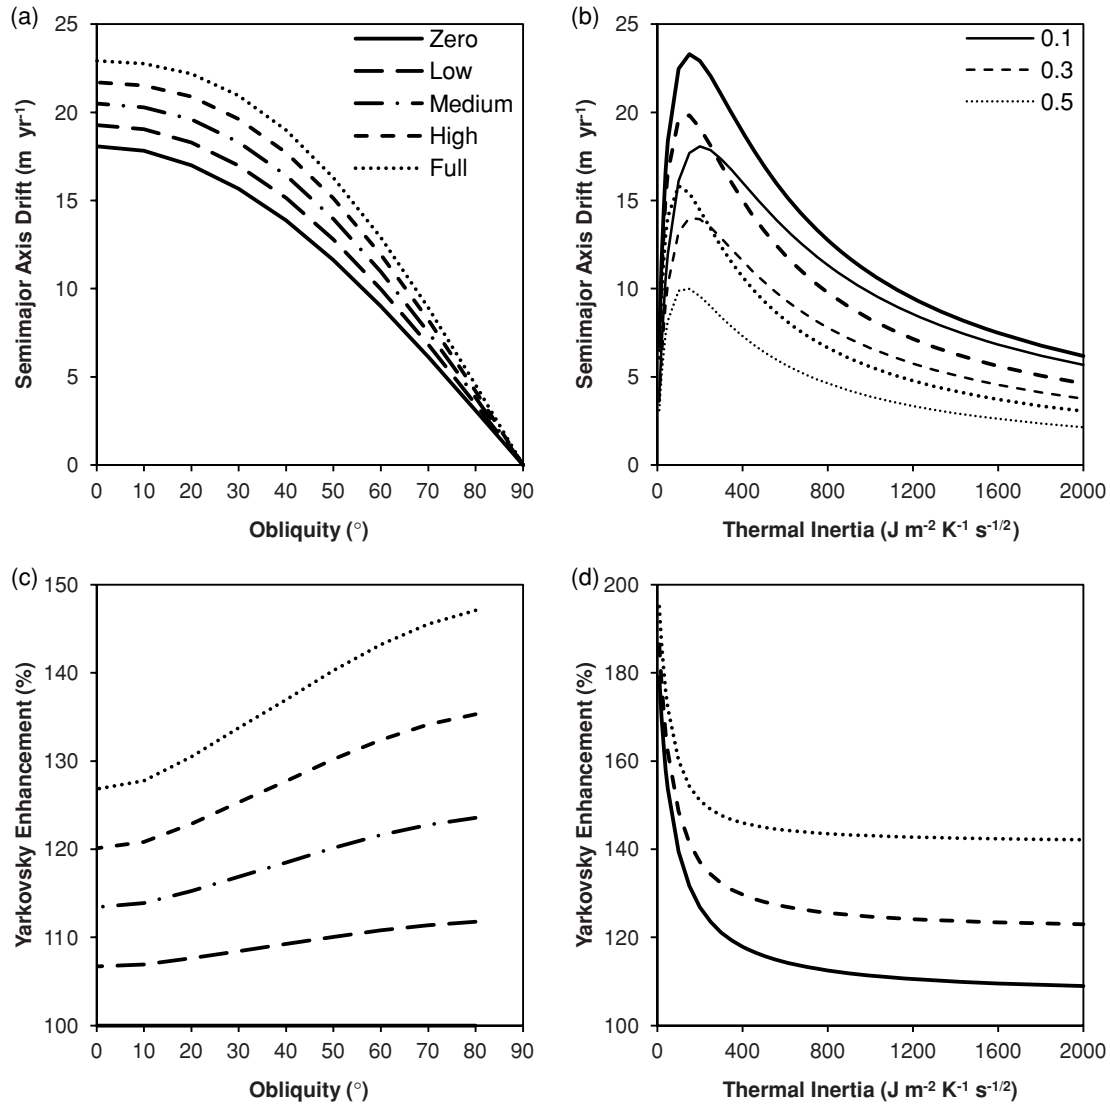 (a)
25
20
15
10
5
0
Semimajor Axis Drift (m yr-1)
Zero
Low
Medium
High
Full
0 10 20 30 40 50 60 70 80 90
Obliquity (°)
(b)
25
20
15
10
5
0
Semimajor Axis Drift (m yr-1)
0.1
0.3
0.5
0 400 800 1200 1600 2000
Thermal Inertia (J m-2 K-1 s-1/2)
(c)
150
140
130
120
110
100
Yarkovsky Enhancement (%)
0 10 20 30 40 50 60 70 80 90
Obliquity (°)
(d)
200
180
160
140
120
100
Yarkovsky Enhancement (%)
0 400 800 1200 1600 2000
Thermal Inertia (J m-2 K-1 s-1/2)